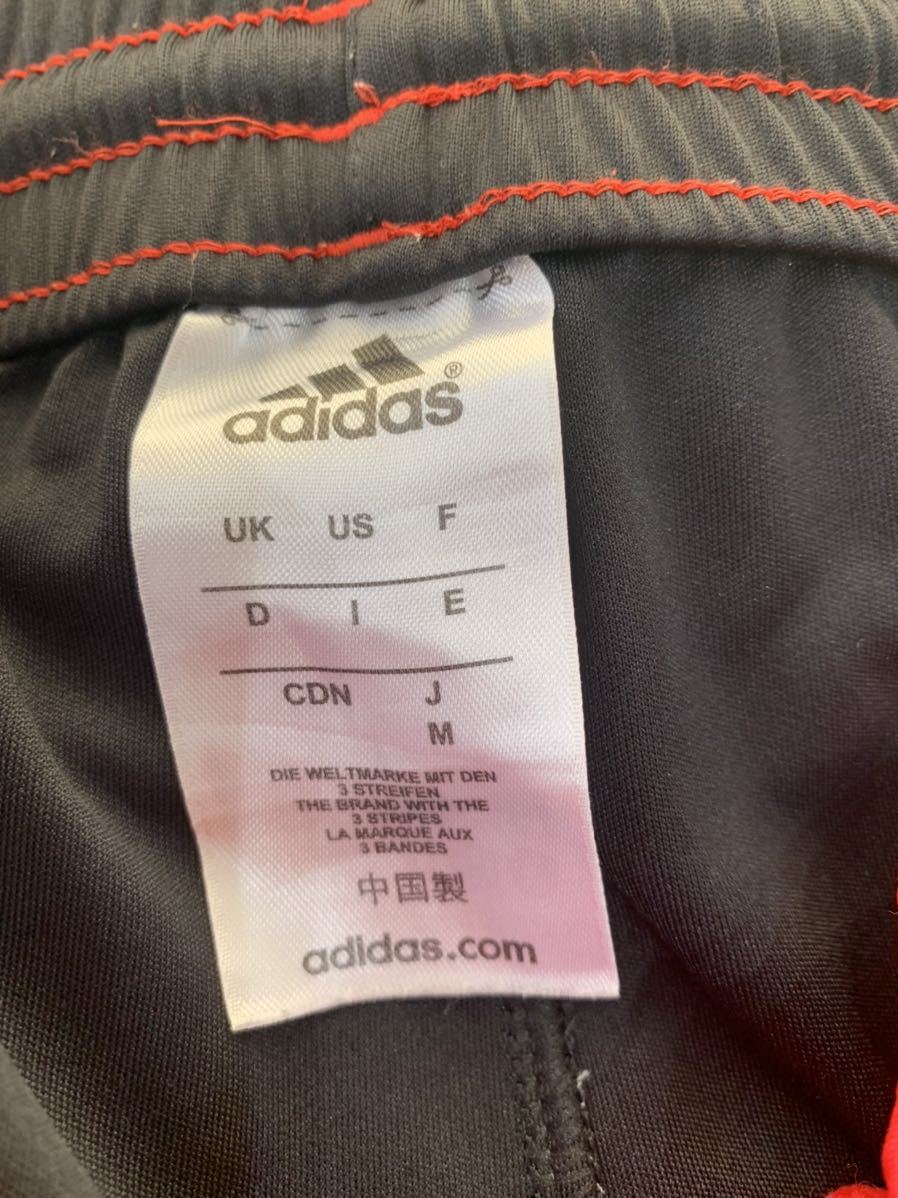 adidas®
UK US F
D I E
CDN J
M
DIE WELTMARKE MIT DEN
3 STREIFEN
THE BRAND WITH THE
3 STRIPES
LA MARQUE AUX
3 BANDES
中国製
adidas.com